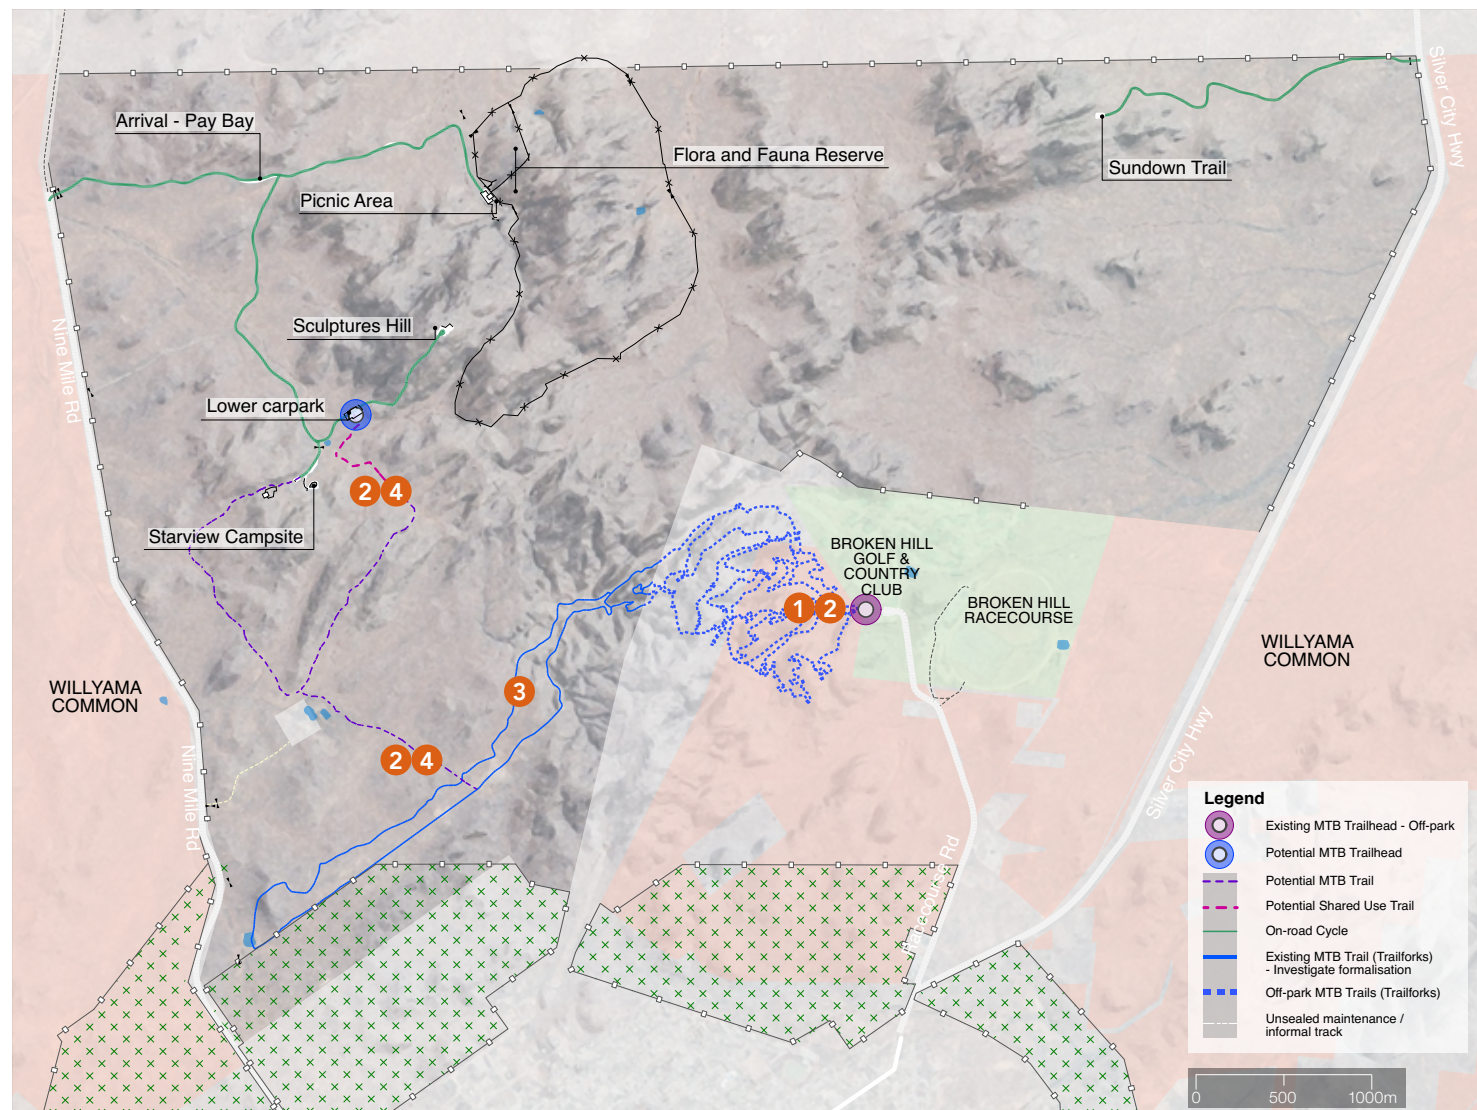 Arrival - Pay Bay
Flora and Fauna Reserve
Sundown Trail
Silver City Hwy
Picnic Area
Sculptures Hill
Nine Mile Rd
Lower carpark
2 4
Starview Campsite
BROKEN HILL
GOLF &
COUNTRY
CLUB
1 2
BROKEN HILL
RACECOURSE
WILLYAMA
COMMON
3
WILLYAMA
COMMON
2 4
Nine Mile Rd
Silver City Hwy
Racecourse Rd
Legend
Existing MTB Trailhead - Off-park
Potential MTB Trailhead
Potential MTB Trail
Potential Shared Use Trail
On-road Cycle
Existing MTB Trail (Trailforks)
- Investigate formalisation
Off-park MTB Trails (Trailforks)
Unsealed maintenance /
informal track
0 500 1000m